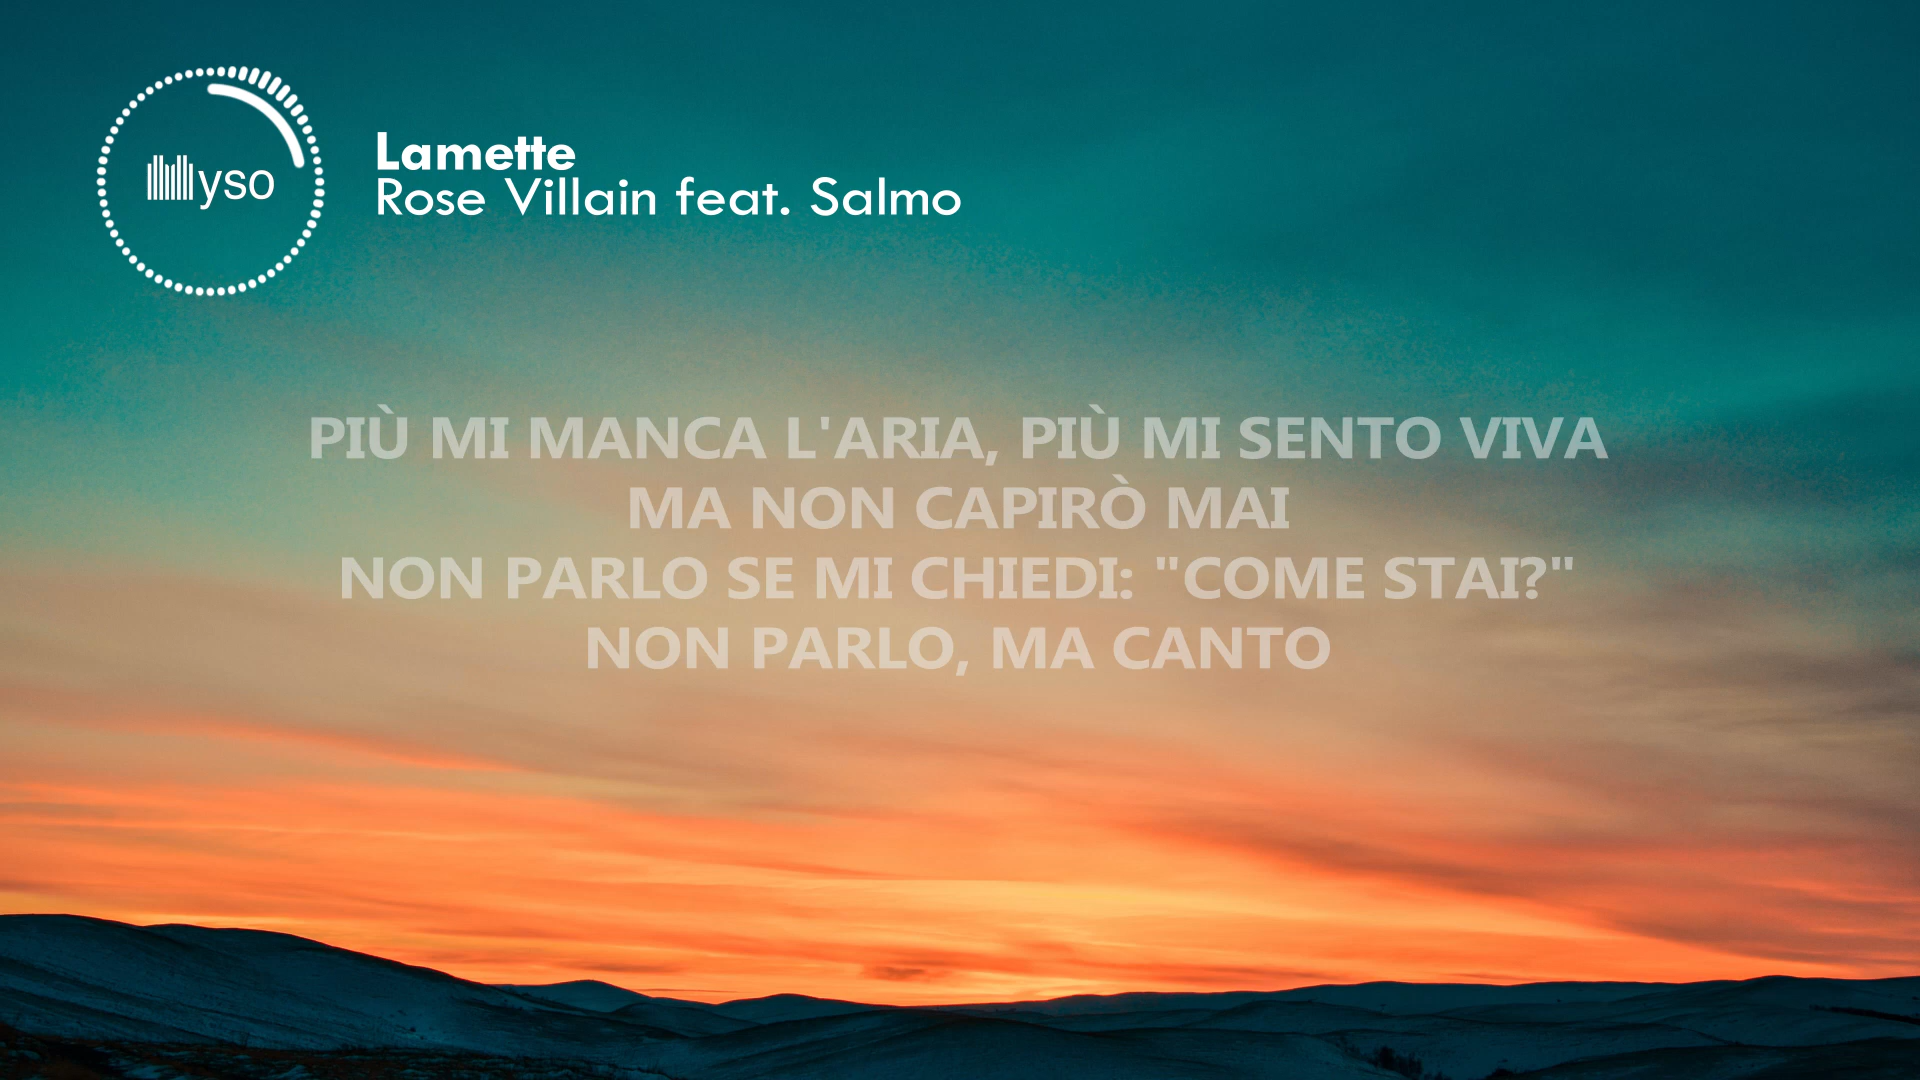 yso
Lamette
Rose Villain feat. Salmo
PIÙ MI MANCA L'ARIA, PIÙ MI SENTO VIVA
MA NON CAPIRÒ MAI
NON PARLO SE MI CHIEDI: "COME STAI?"
NON PARLO, MA CANTO